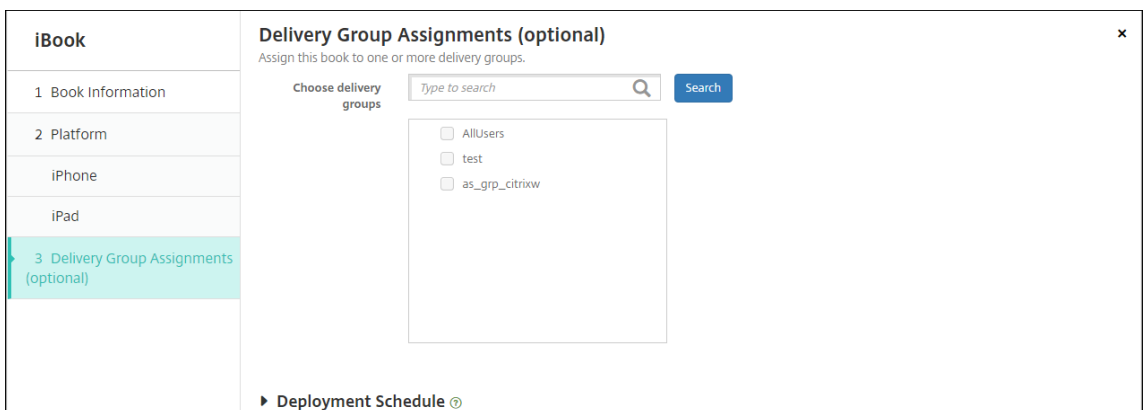 iBook
1 Book Information
2 Platform
iPhone
iPad
3 Delivery Group Assignments
(optional)
Delivery Group Assignments (optional)
×
Assign this book to one or more delivery groups.
Choose delivery
groups
Type to search
Search
AllUsers
test
as_grp_citrixw
Deployment Schedule ?